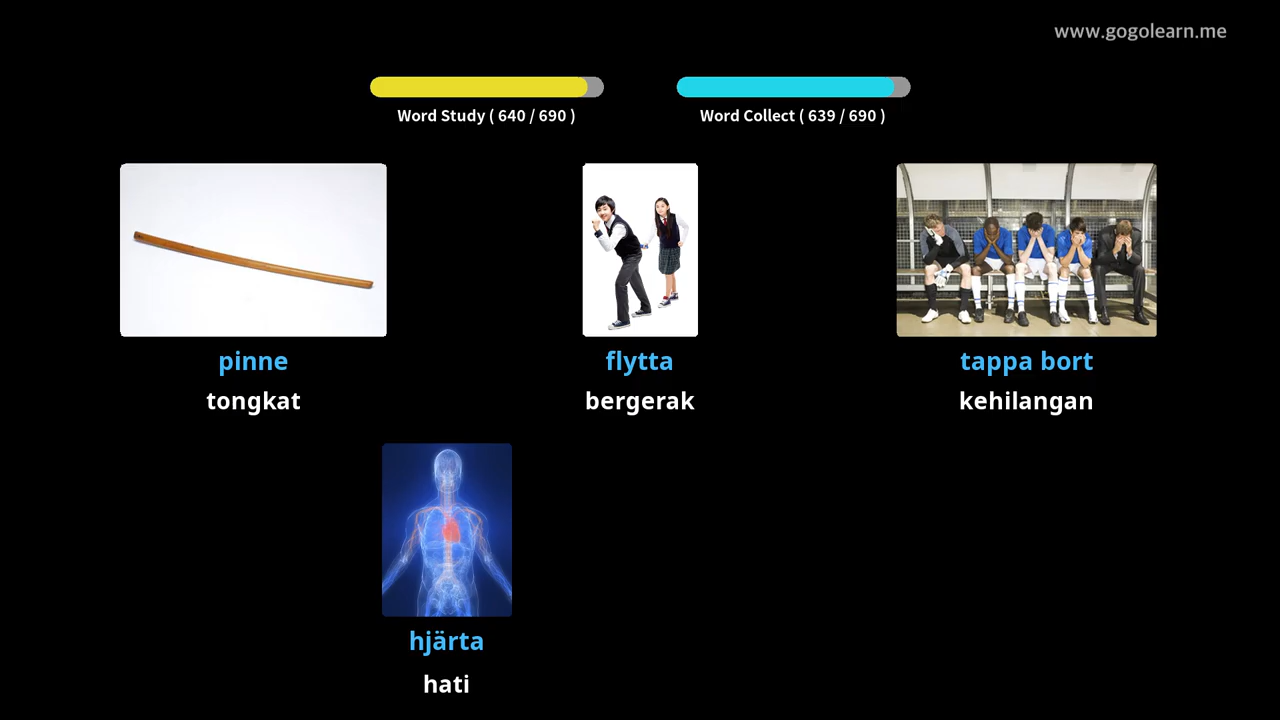 www.gogolearn.me
Word Study ( 640 / 690 )
Word Collect ( 639 / 690 )
pinne
tongkat
flytta
bergerak
tappa bort
kehilangan
hjärta
hati